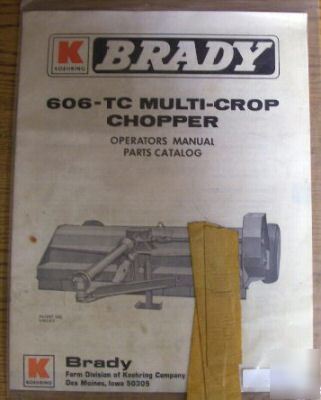 K
KOEHRING
BRADY
606-TC MULTI-CROP
CHOPPER
OPERATORS MANUAL
PARTS CATALOG
K
KOEHRING
Brady
Farm Division of Koehring Company
Des Moines, Iowa 50305